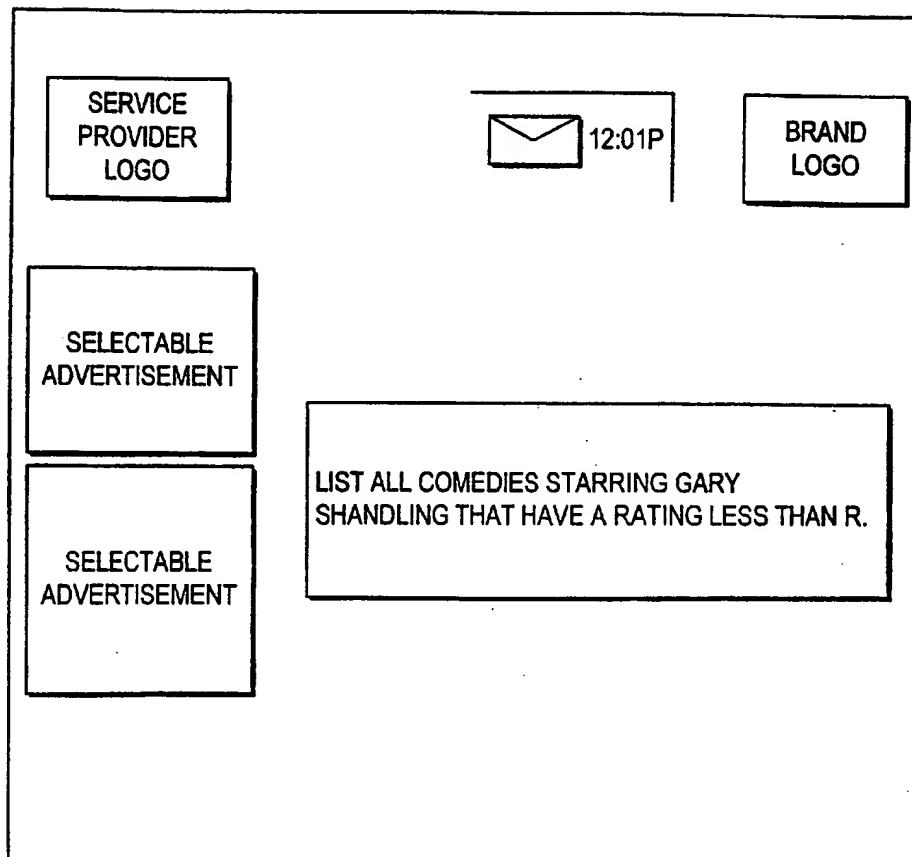 SERVICE
PROVIDER
LOGO
12:01P
BRAND
LOGO
SELECTABLE
ADVERTISEMENT
LIST ALL COMEDIES STARRING GARY
SHANDLING THAT HAVE A RATING LESS THAN R.
SELECTABLE
ADVERTISEMENT